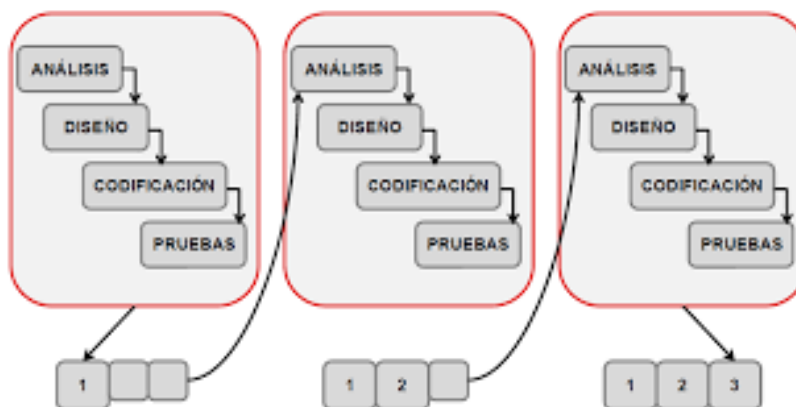 ANÁLISIS
DISEÑO
CODIFICACIÓN
PRUEBAS
ANÁLISIS
DISEÑO
CODIFICACIÓN
PRUEBAS
ANÁLISIS
DISEÑO
CODIFICACIÓN
PRUEBAS
1
1 2
1 2 3